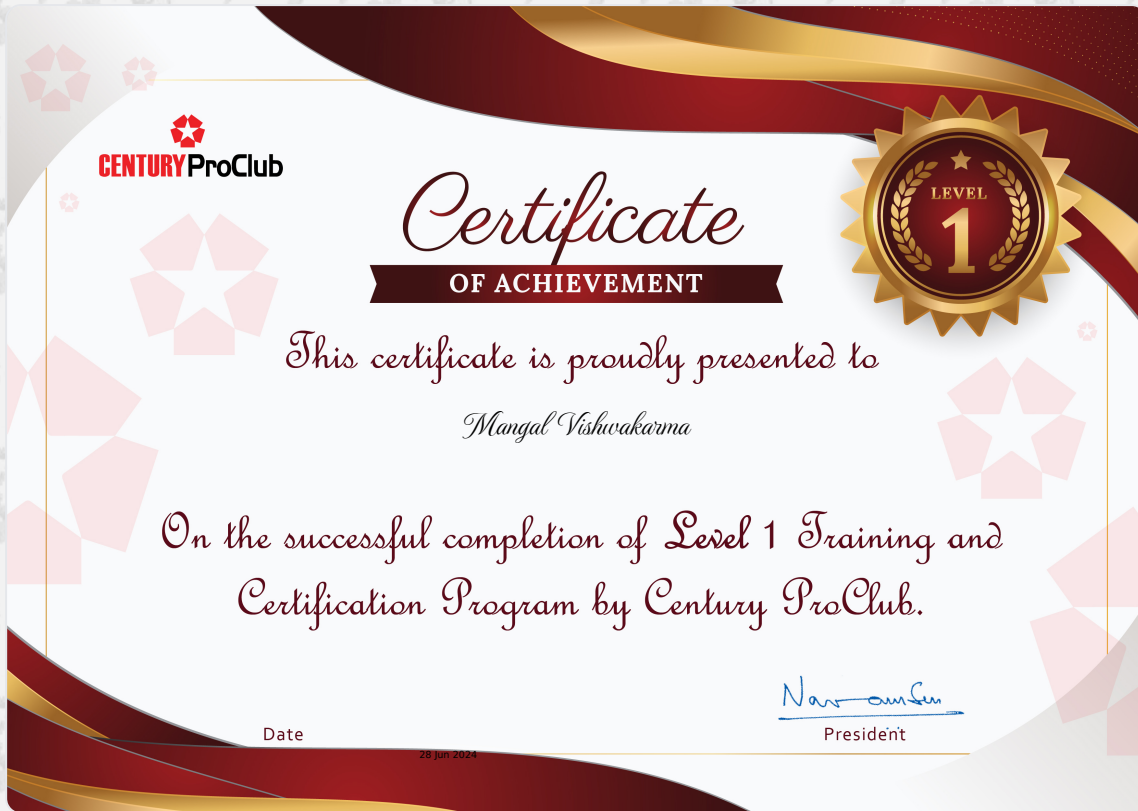 CENTURY ProClub
LEVEL
1
Certificate
OF ACHIEVEMENT
This certificate is proudly presented to
Mangal Vishwakarma
On the successful completion of Level 1 Training and
Certification Program by Century ProClub.
Date
President
28 Jun 2024